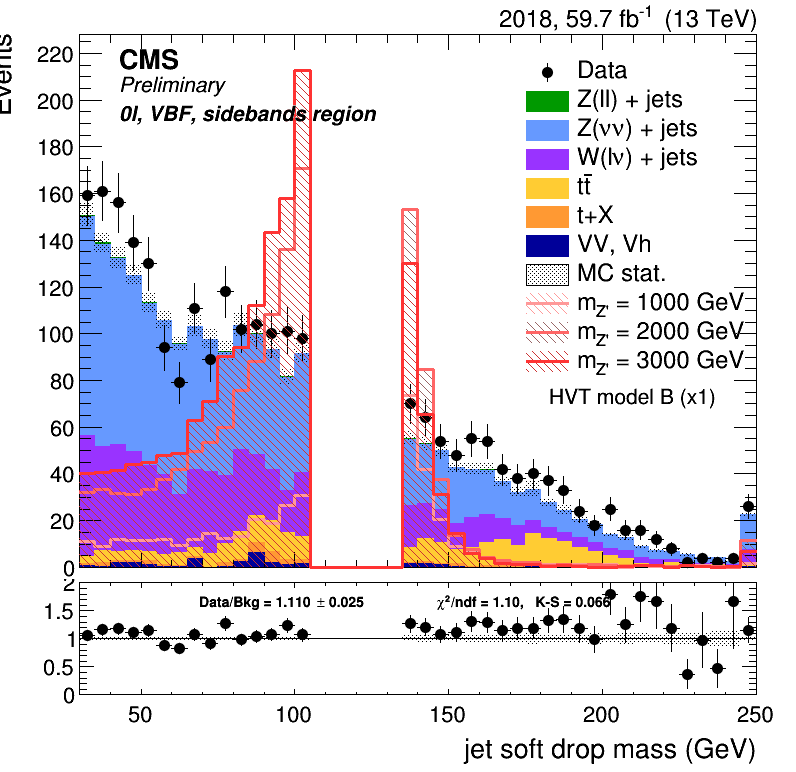 2018, 59.7 fb⁻¹ (13 TeV)
Events
CMS
Preliminary
0l, VBF, sidebands region
Data
Z(ll) + jets
Z(νν) + jets
W(lν) + jets
tt̄
t+X
VV, Vh
MC stat.
m_Z' = 1000 GeV
m_Z' = 2000 GeV
m_Z' = 3000 GeV
HVT model B (x1)
220
200
180
160
140
120
100
80
60
40
20
0
Data/Bkg = 1.110 ± 0.025
χ²/ndf = 1.10, K-S = 0.066
2
1.5
1
0.5
0
50 100 150 200 250
jet soft drop mass (GeV)